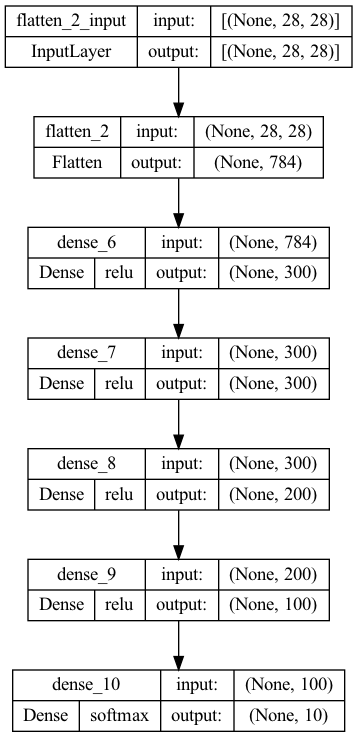 flatten_2_input input: [(None, 28, 28)]
InputLayer output: [(None, 28, 28)]
flatten_2 input: (None, 28, 28)
Flatten output: (None, 784)
dense_6 input: (None, 784)
Dense relu output: (None, 300)
dense_7 input: (None, 300)
Dense relu output: (None, 300)
dense_8 input: (None, 300)
Dense relu output: (None, 200)
dense_9 input: (None, 200)
Dense relu output: (None, 100)
dense_10 input: (None, 100)
Dense softmax output: (None, 10)